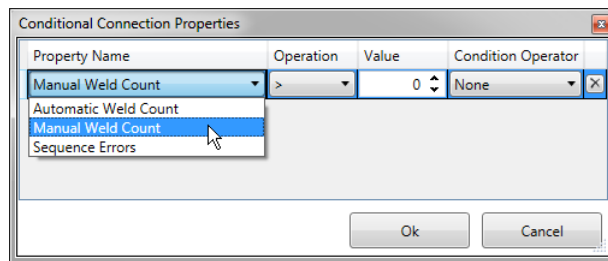 Conditional Connection Properties
Property Name Operation Value Condition Operator
Manual Weld Count > 0 None
Automatic Weld Count
Manual Weld Count
Sequence Errors
Ok Cancel